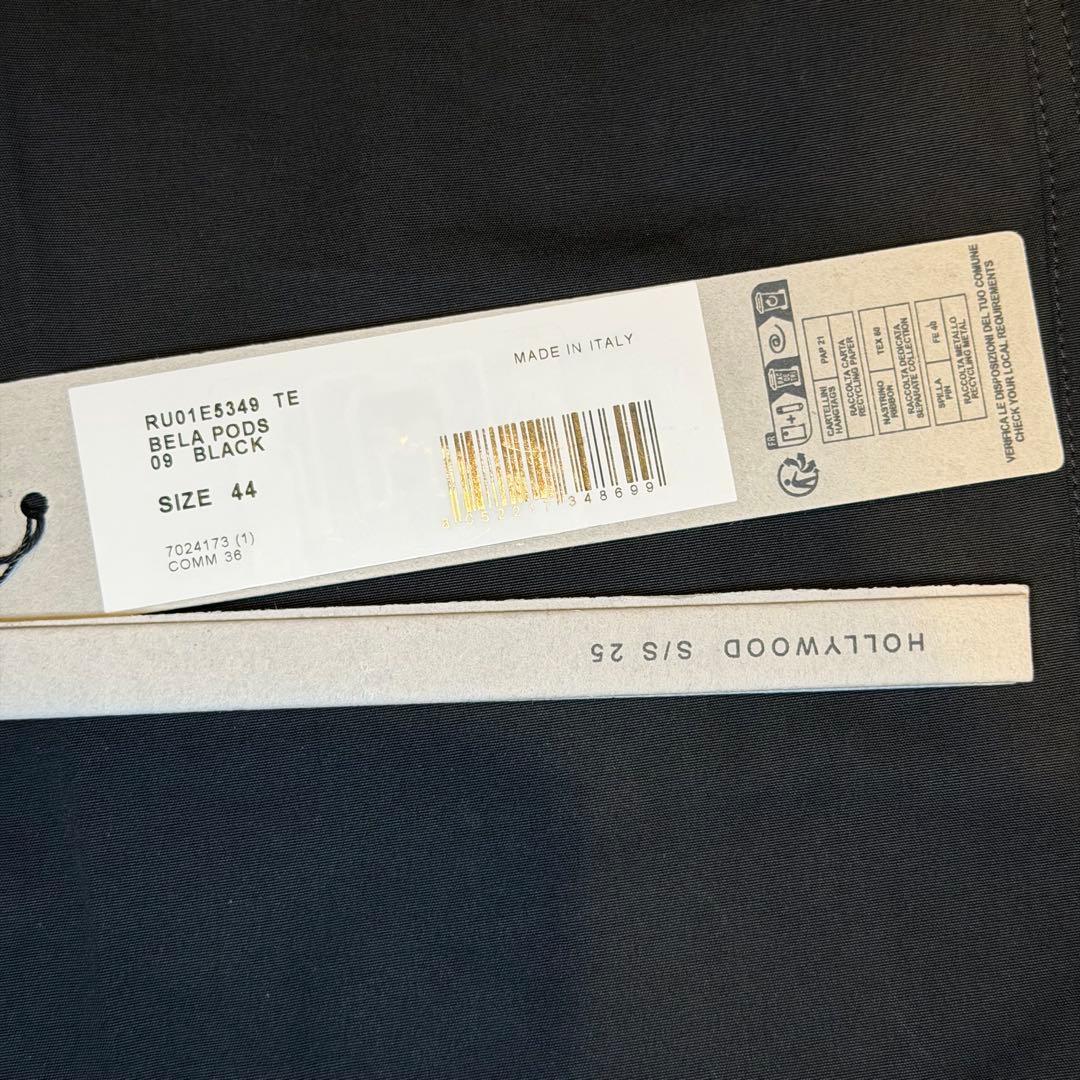 RU01E5349 TE
BELA PODS
09 BLACK
SIZE 44
7024173 (1)
COMM 36
MADE IN ITALY
348699
FR
CARTELLINI
HANGTAGS
PAP 21
RACCOLTA CARTA
RECYCLING PAPER
NASTRINO
RIBBON
TEX 60
RACCOLTA DEDICATA
SEPARATE COLLECTION
SPILLA
PIN
FE 40
RACCOLTA METALLO
RECYCLING METAL
VERIFICA LE DISPOSIZIONI DEL TUO COMUNE
CHECK YOUR LOCAL REQUIREMENTS
HOLLYWOOD S/S 25